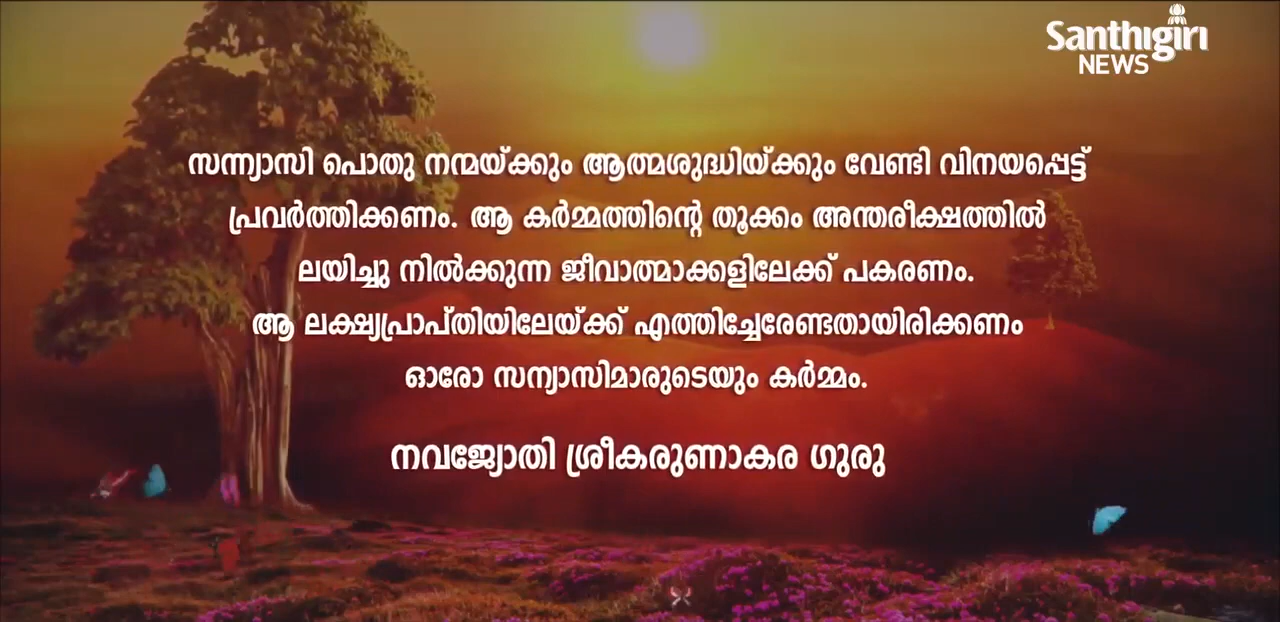 Santhigiri
NEWS
സന്ന്യാസി പൊതു നന്മയ്ക്കും ആത്മശുദ്ധിയ്ക്കും വേണ്ടി വിനയപ്പെട്ട്
പ്രവർത്തിക്കണം. ആ കർമ്മത്തിന്റെ തൂക്കം അന്തരീക്ഷത്തിൽ
ലയിച്ചു നിൽക്കുന്ന ജീവാത്മാക്കളിലേക്ക് പകരണം.
ആ ലക്ഷ്യപ്രാപ്തിയിലേയ്ക്ക് എത്തിച്ചേരേണ്ടതായിരിക്കണം
ഓരോ സന്യാസിമാരുടെയും കർമ്മം.
നവജ്യോതി ശ്രീകരുണാകര ഗുരു